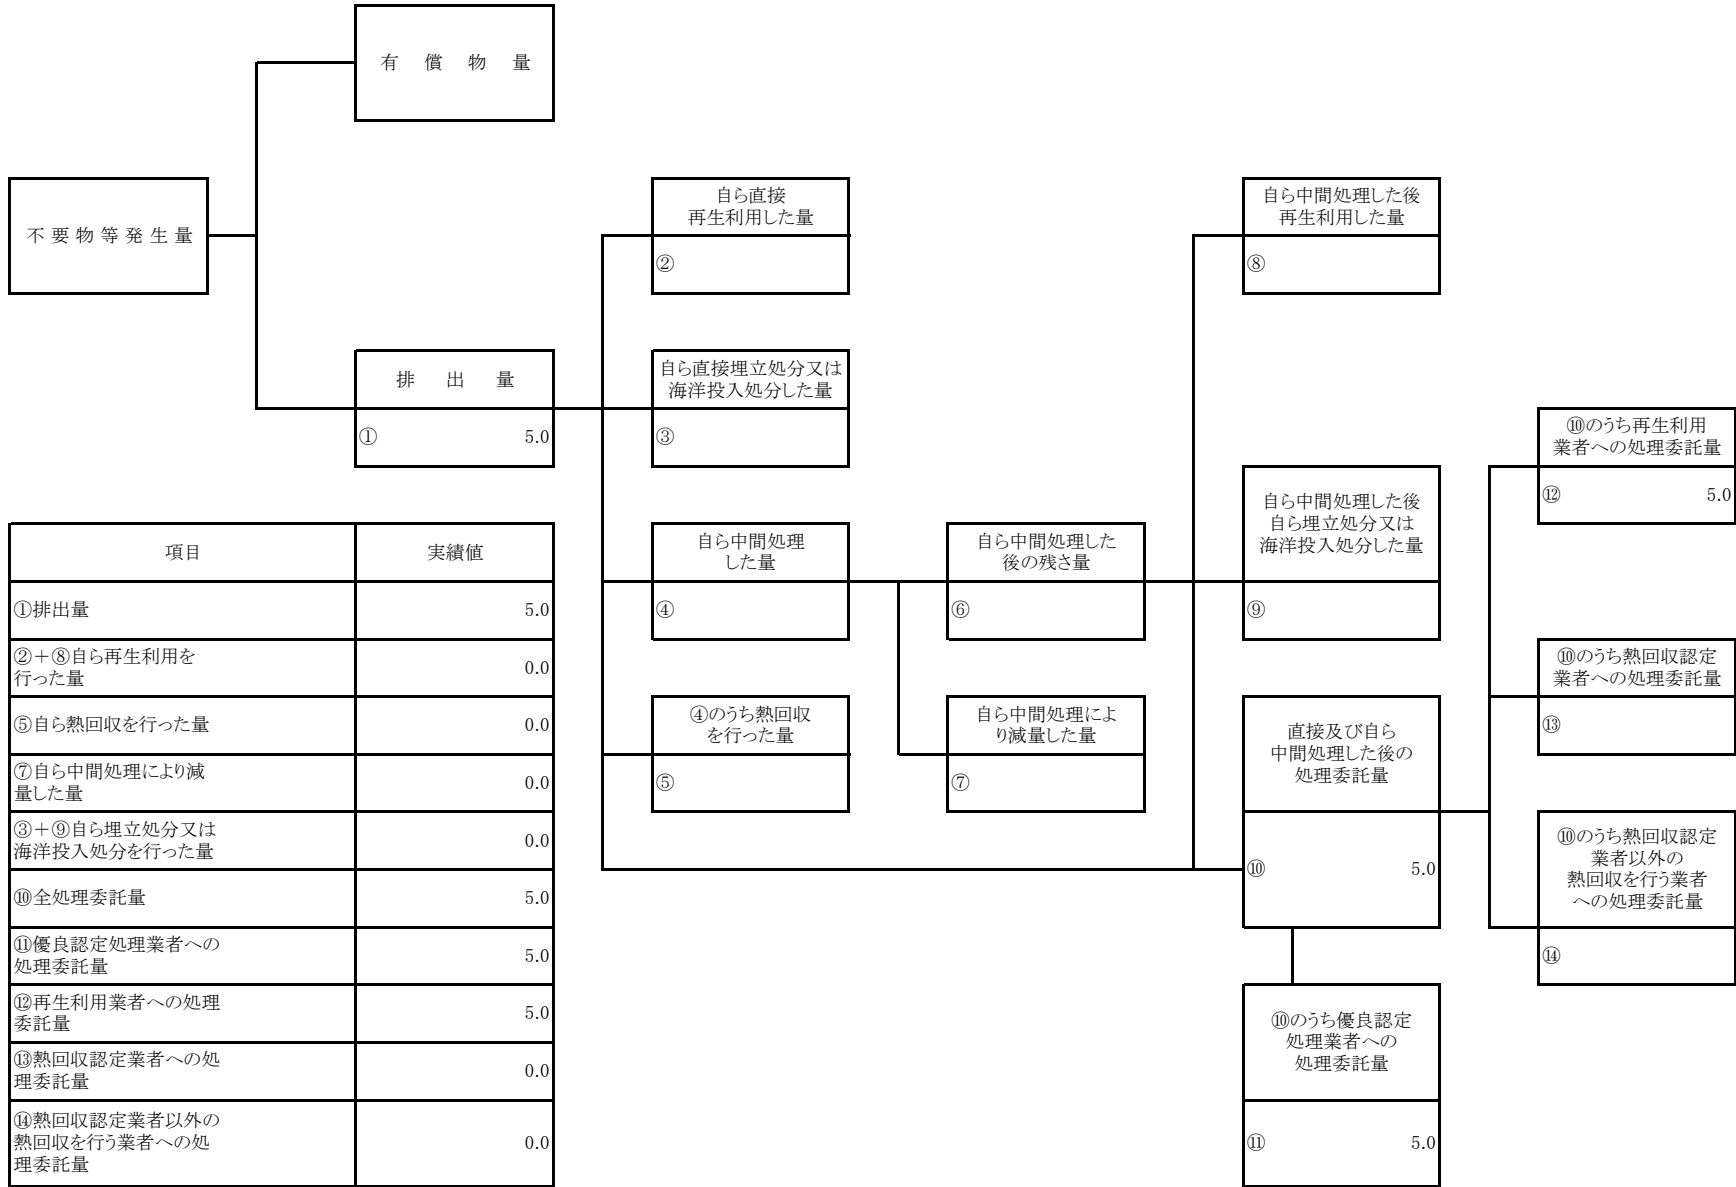 有償物量
不要物等発生量
自ら直接
再生利用した量
②
自ら中間処理した後
再生利用した量
⑧
排出量
① 5.0
自ら直接埋立処分又は
海洋投入処分した量
③
⑩のうち再生利用
業者への処理委託量
⑫ 5.0
自ら中間処理
した量
④
自ら中間処理した
後の残さ量
⑥
自ら中間処理した後
自ら埋立処分又は
海洋投入処分した量
⑨
⑩のうち熱回収認定
業者への処理委託量
⑬
④のうち熱回収
を行った量
⑤
自ら中間処理によ
り減量した量
⑦
直接及び自ら
中間処理した後の
処理委託量
⑩ 5.0
⑩のうち熱回収認定
業者以外の
熱回収を行う業者
への処理委託量
⑭
⑩のうち優良認定
処理業者への
処理委託量
⑪ 5.0
項目 実績値
①排出量 5.0
②+⑧自ら再生利用を
行った量 0.0
⑤自ら熱回収を行った量 0.0
⑦自ら中間処理により減
量した量 0.0
③+⑨自ら埋立処分又は
海洋投入処分を行った量 0.0
⑩全処理委託量 5.0
⑪優良認定処理業者への
処理委託量 5.0
⑫再生利用業者への処理
委託量 5.0
⑬熱回収認定業者への処
理委託量 0.0
⑭熱回収認定業者以外の
熱回収を行う業者への処
理委託量 0.0